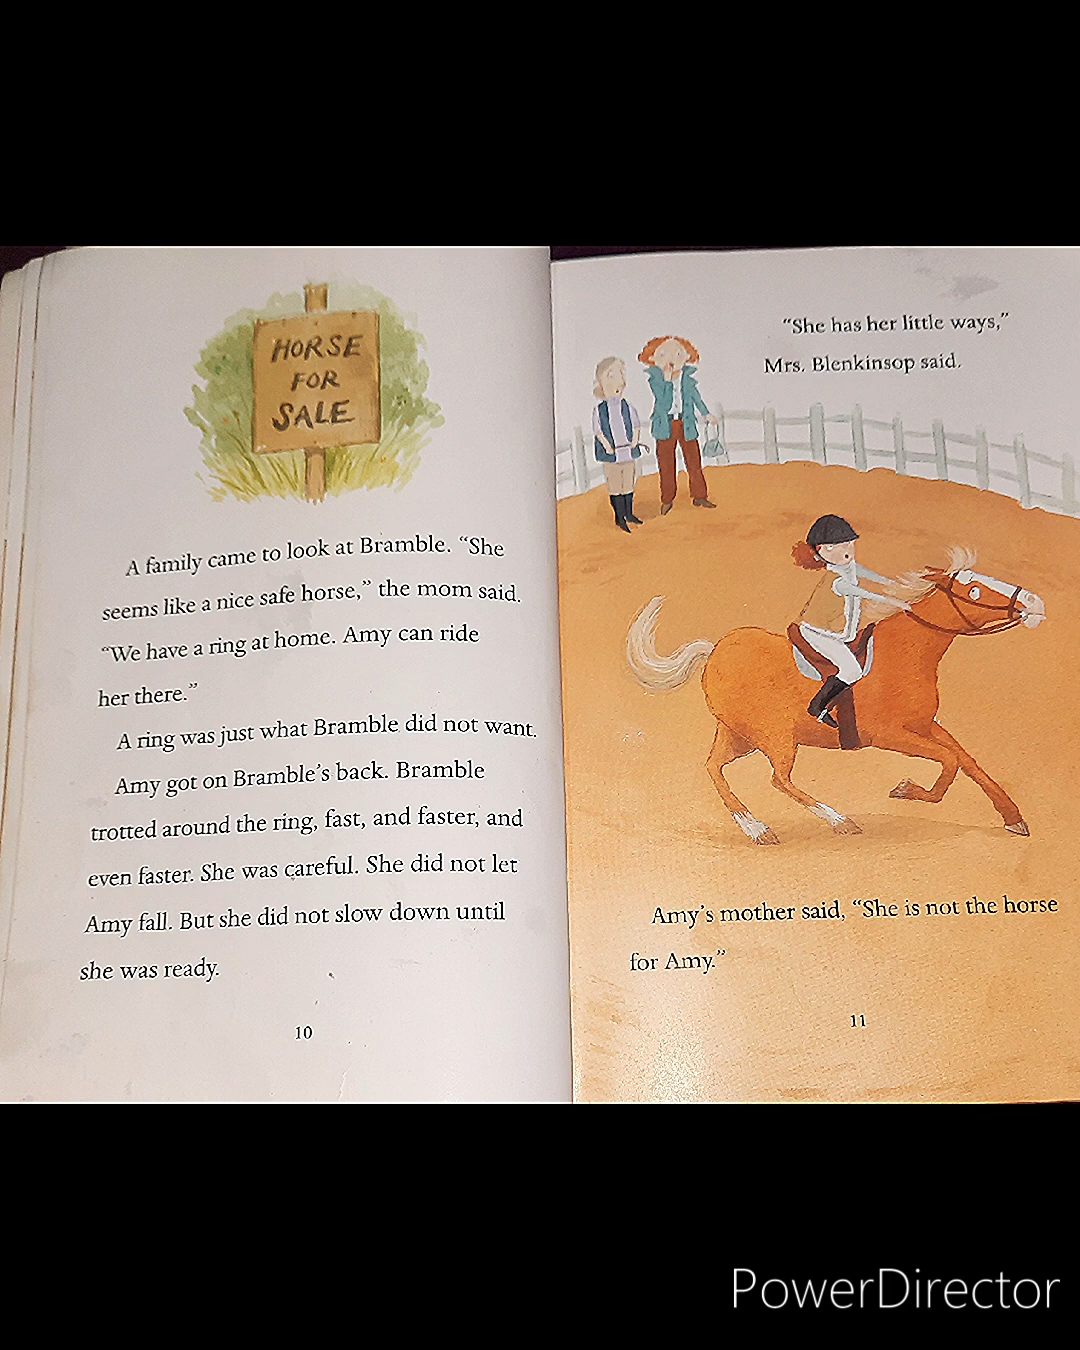 HORSE
FOR
SALE
A family came to look at Bramble. “She
seems like a nice safe horse,” the mom said.
“We have a ring at home. Amy can ride
her there.”
A ring was just what Bramble did not want.
Amy got on Bramble’s back. Bramble
trotted around the ring, fast, and faster, and
even faster. She was careful. She did not let
Amy fall. But she did not slow down until
she was ready.
10
“She has her little ways,”
Mrs. Blenkinsop said.
Amy’s mother said, “She is not the horse
for Amy.”
11
PowerDirector